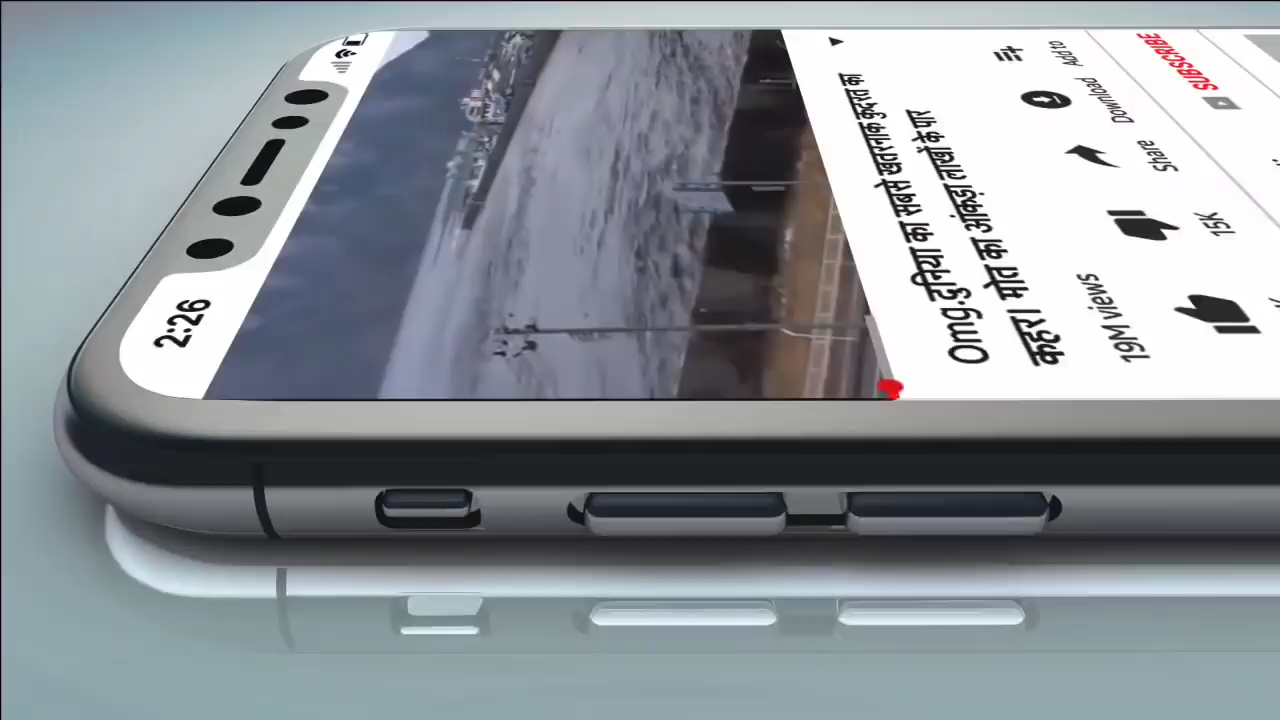 2:26
Omg.दुनिया का सबसे खतरनाक कुदरत का
कहर। मौत का आंकड़ा लाखों के पार
19M views
15K
Share
Download
Add to
SUBSCRIBE